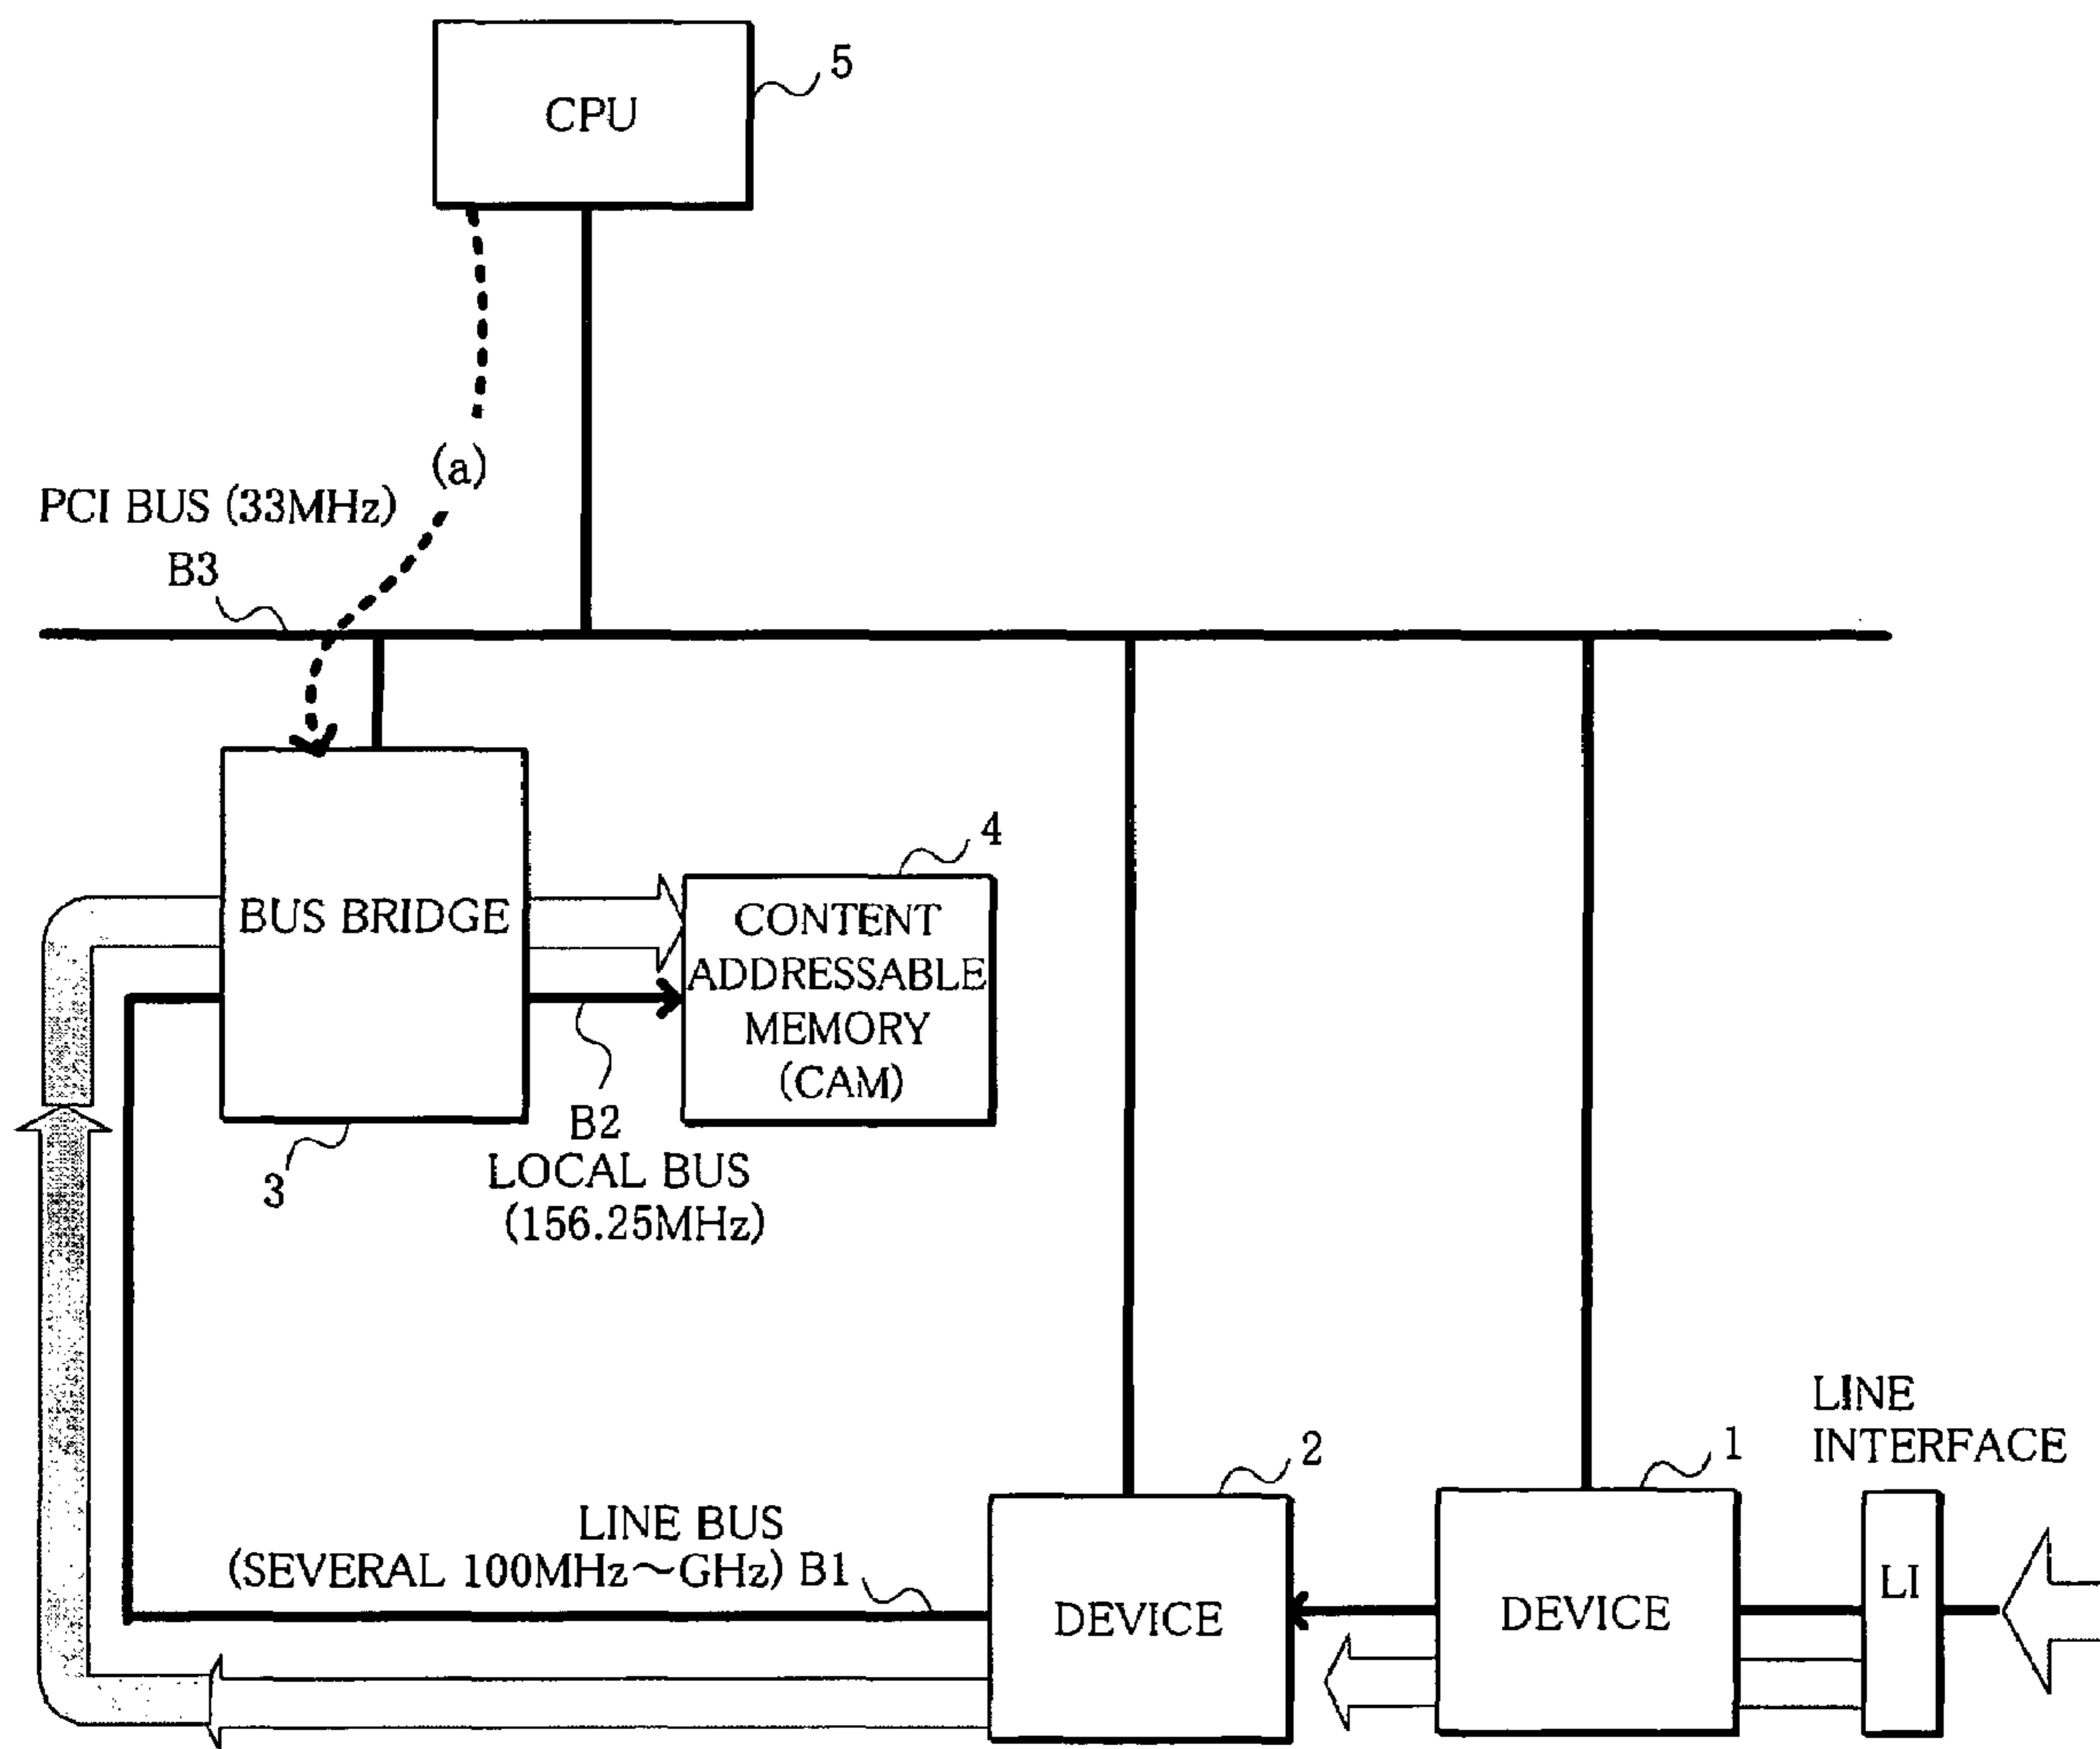 5
CPU
(a)
PCI BUS (33MHz)
B3
4
BUS BRIDGE
CONTENT
ADDRESSABLE
MEMORY
(CAM)
B2
LOCAL BUS
(156.25MHz)
3
LINE
INTERFACE
2
1
LINE BUS
(SEVERAL 100MHz～GHz) B1
DEVICE
DEVICE
LI